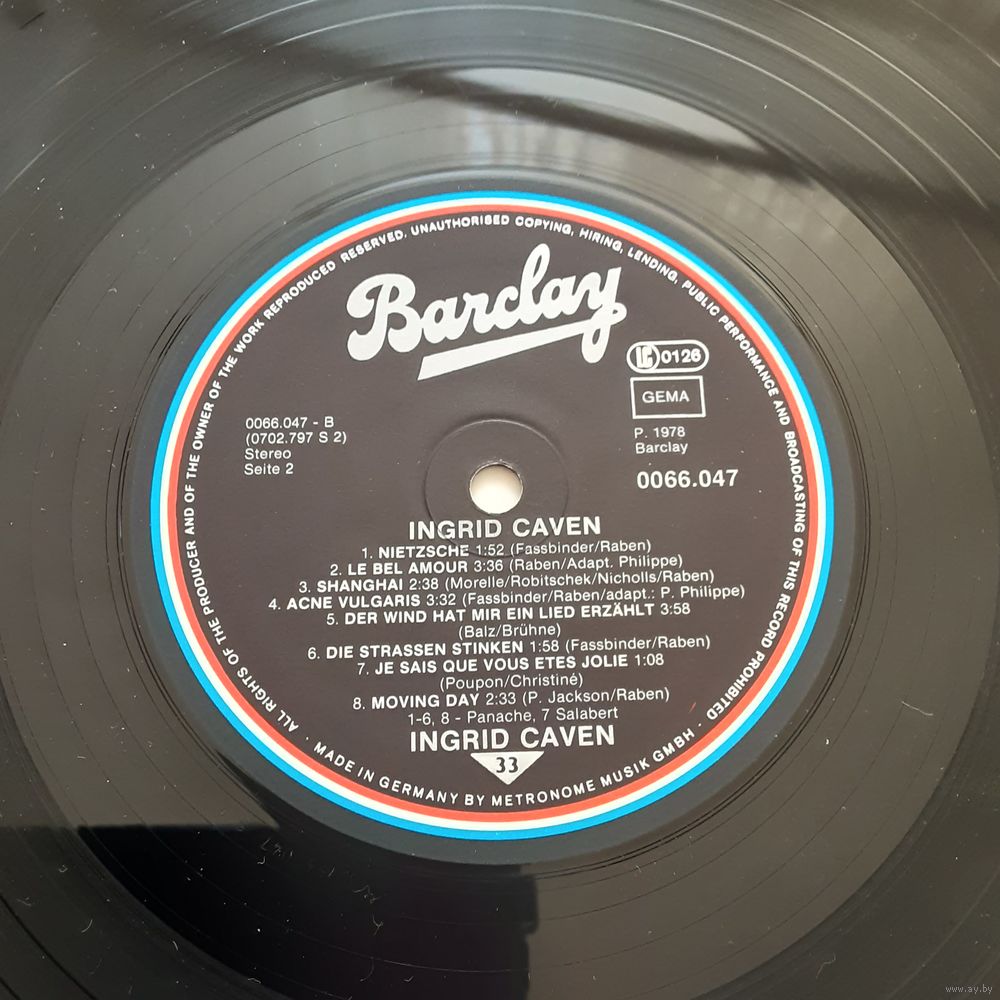 ALL RIGHTS OF THE PRODUCER AND OF THE OWNER OF THE WORK REPRODUCED RESERVED. UNAUTHORISED COPYING, HIRING, LENDING, PUBLIC PERFORMANCE AND BROADCASTING OF THIS RECORD PROHIBITED ·
Barclay
LC 0126
GEMA
0066.047 - B
(0702.797 S 2)
Stereo
Seite 2
P. 1978
Barclay
0066.047
INGRID CAVEN
1. NIETZSCHE 1:52 (Fassbinder/Raben)
2. LE BEL AMOUR 3:36 (Raben/Adapt. Philippe)
3. SHANGHAI 2:38 (Morelle/Robitschek/Nicholls/Raben)
4. ACNE VULGARIS 3:32 (Fassbinder/Raben/adapt.: P. Philippe)
5. DER WIND HAT MIR EIN LIED ERZÄHLT 3:58
(Balz/Brühne)
6. DIE STRASSEN STINKEN 1:58 (Fassbinder/Raben)
7. JE SAIS QUE VOUS ETES JOLIE 1:08
(Poupon/Christiné)
8. MOVING DAY 2:33 (P. Jackson/Raben)
1-6, 8 - Panache, 7 Salabert
INGRID CAVEN
33
· MADE IN GERMANY BY METRONOME MUSIK GMBH ·
www.ay.by